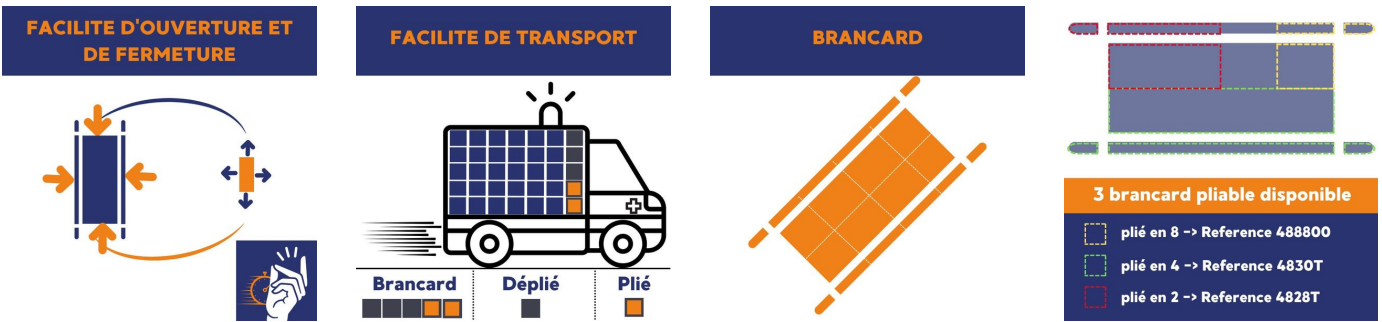 FACILITE D'OUVERTURE ET
DE FERMETURE
FACILITE DE TRANSPORT
Brancard
Déplié
Plié
BRANCARD
3 brancard pliable disponible
plié en 8 -> Reference 488800
plié en 4 -> Reference 4830T
plié en 2 -> Reference 4828T